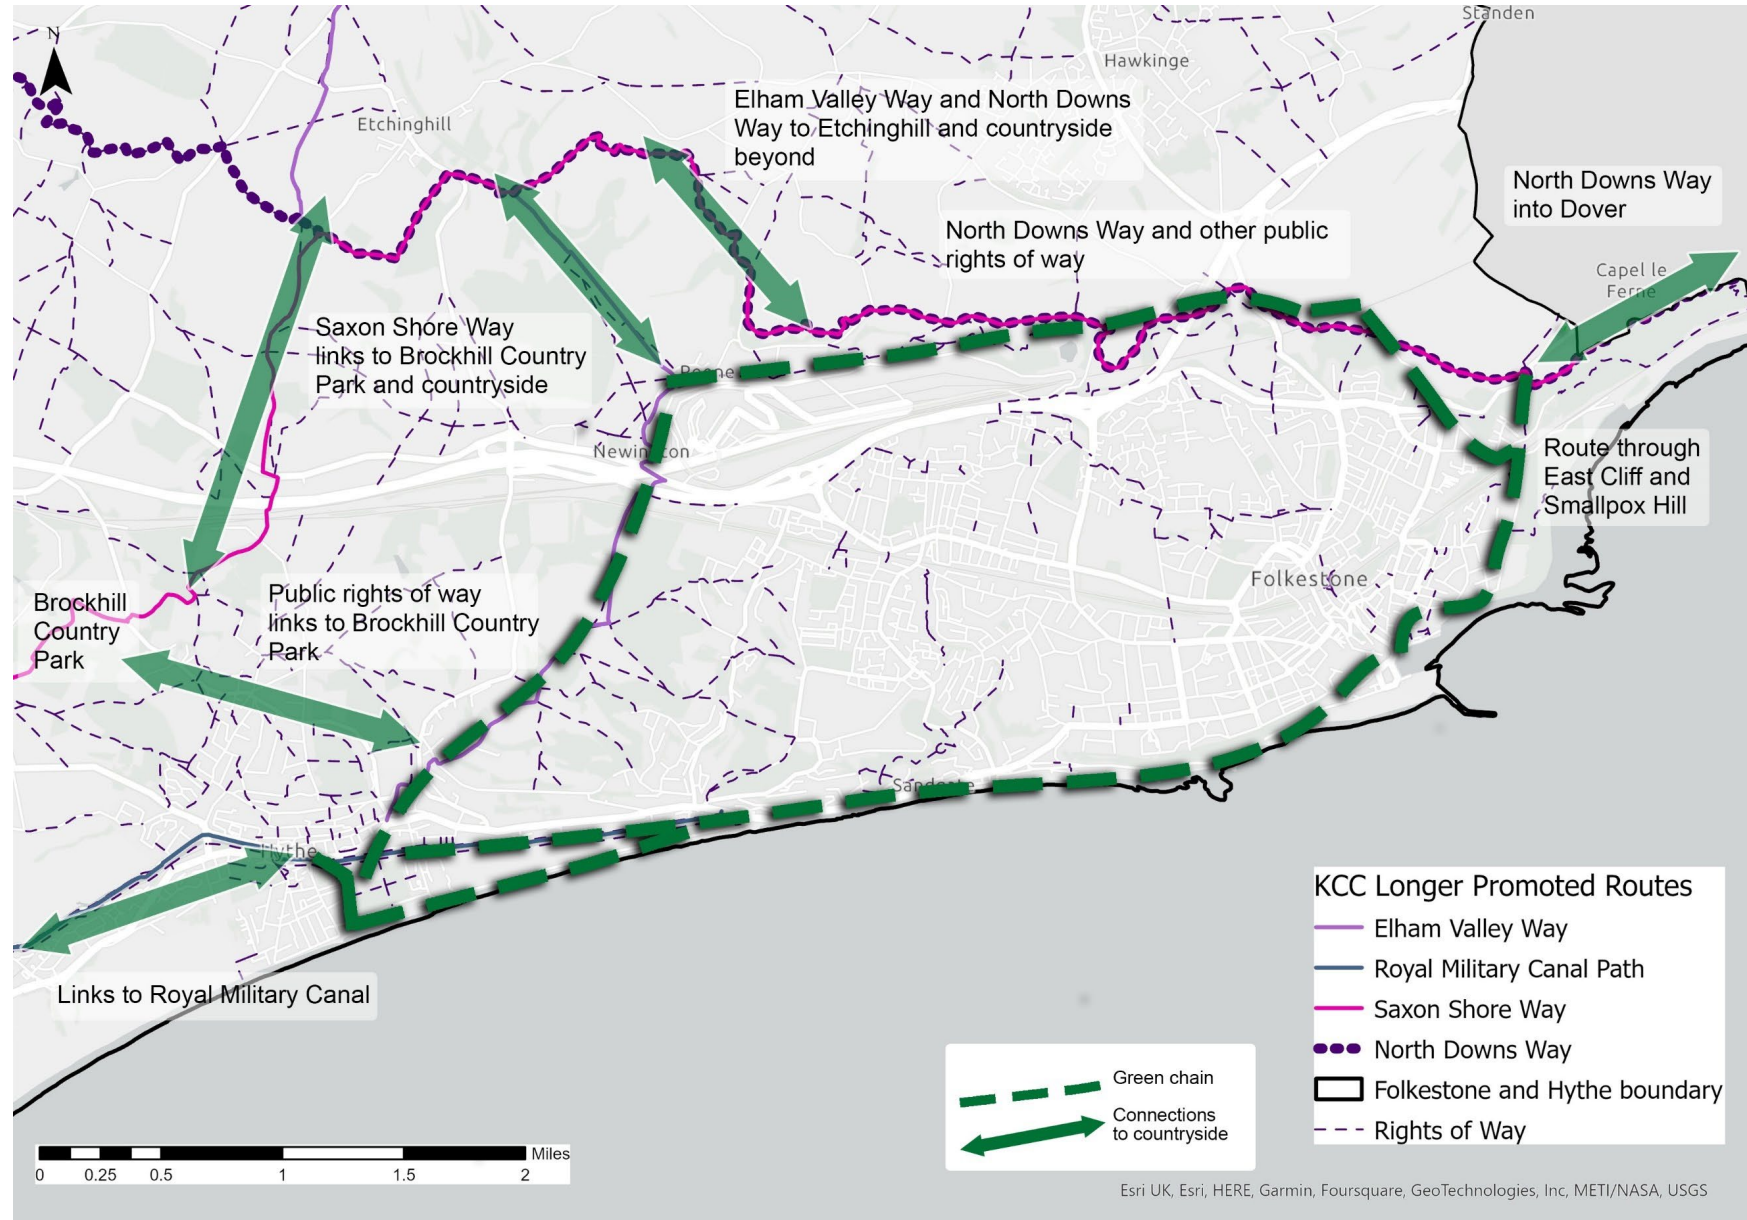 N
Standen
Hawkinge
Etchinghill
Elham Valley Way and North Downs
Way to Etchinghill and countryside
beyond
North Downs Way
into Dover
North Downs Way and other public
rights of way
Capel le
Ferne
Saxon Shore Way
links to Brockhill Country
Park and countryside
Peene
Newington
Route through
East Cliff and
Smallpox Hill
Folkestone
Brockhill
Country
Park
Public rights of way
links to Brockhill Country
Park
Sandgate
Hythe
Links to Royal Military Canal
KCC Longer Promoted Routes
Elham Valley Way
Royal Military Canal Path
Saxon Shore Way
North Downs Way
Folkestone and Hythe boundary
Rights of Way
Green chain
Connections
to countryside
Miles
0 0.25 0.5 1 1.5 2
Esri UK, Esri, HERE, Garmin, Foursquare, GeoTechnologies, Inc, METI/NASA, USGS